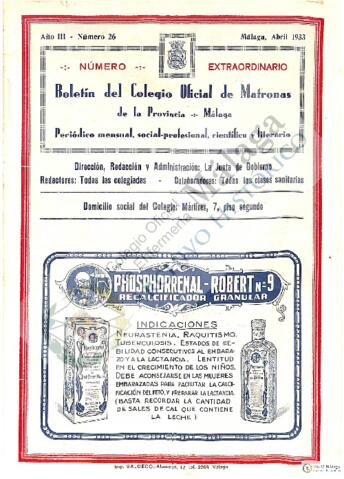 Año III - Número 26
Málaga, Abril 1933
-:- NÚMERO -:- EXTRAORDINARIO
Boletín del Colegio Oficial de Matronas
de la Provincia -:- Málaga
Periódico mensual, social-profesional, científico y literario
Dirección, Redacción y Administración: La Junta de Gobierno
Redactores: Todas las colegiadas - Colaboradores: Todas las clases sanitarias
Domicilio social del Colegio: Mártires, 7, piso segundo
PHOSPHORRENAL-ROBERT Nº 9
RECALCIFICADOR GRANULAR
INDICACIONES
NEURASTENIA, RAQUITISMO,
TUBERCULOSIS, ESTADOS DE DE-
BILIDAD CONSECUTIVOS AL EMBARA-
ZO Y A LA LACTANCIA. LENTITUD
EN EL CRECIMIENTO DE LOS NIÑOS.
DEBE ACONSEJARSE EN LAS MUJERES
EMBARAZADAS PARA FACILITAR LA CALCI-
FICACIÓN DEL FETO, Y PREPARAR LA LACTANCIA.
(BASTA RECORDAR LA CANTIDAD
DE SALES DE CAL QUE CONTIENE
LA LECHE)